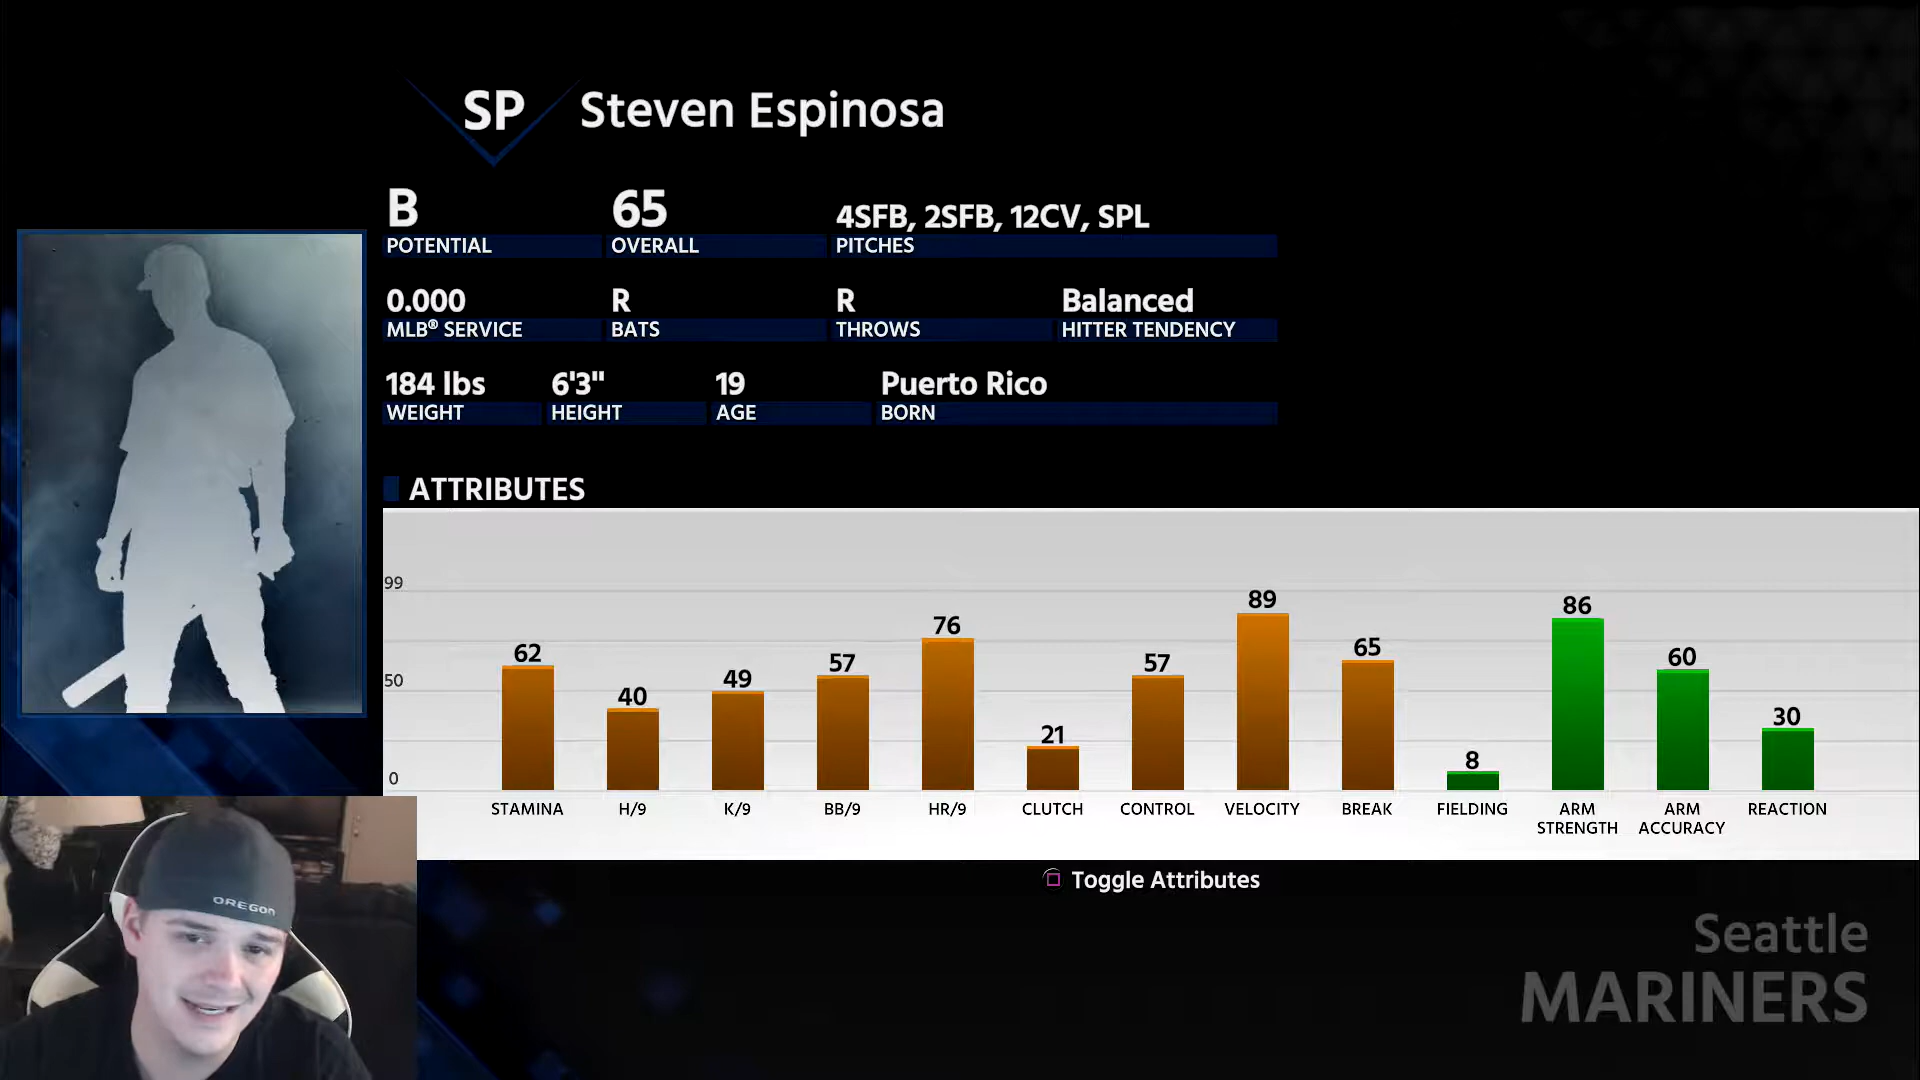 SP Steven Espinosa
B 65 4SFB, 2SFB, 12CV, SPL
POTENTIAL OVERALL PITCHES
0.000 R R Balanced
MLB® SERVICE BATS THROWS HITTER TENDENCY
184 lbs 6'3" 19 Puerto Rico
WEIGHT HEIGHT AGE BORN
ATTRIBUTES
99
50
0
62 40 49 57 76 21 57 89 65 8 86 60 30
STAMINA H/9 K/9 BB/9 HR/9 CLUTCH CONTROL VELOCITY BREAK FIELDING ARM STRENGTH ARM ACCURACY REACTION
Toggle Attributes
Seattle
MARINERS
OREGON